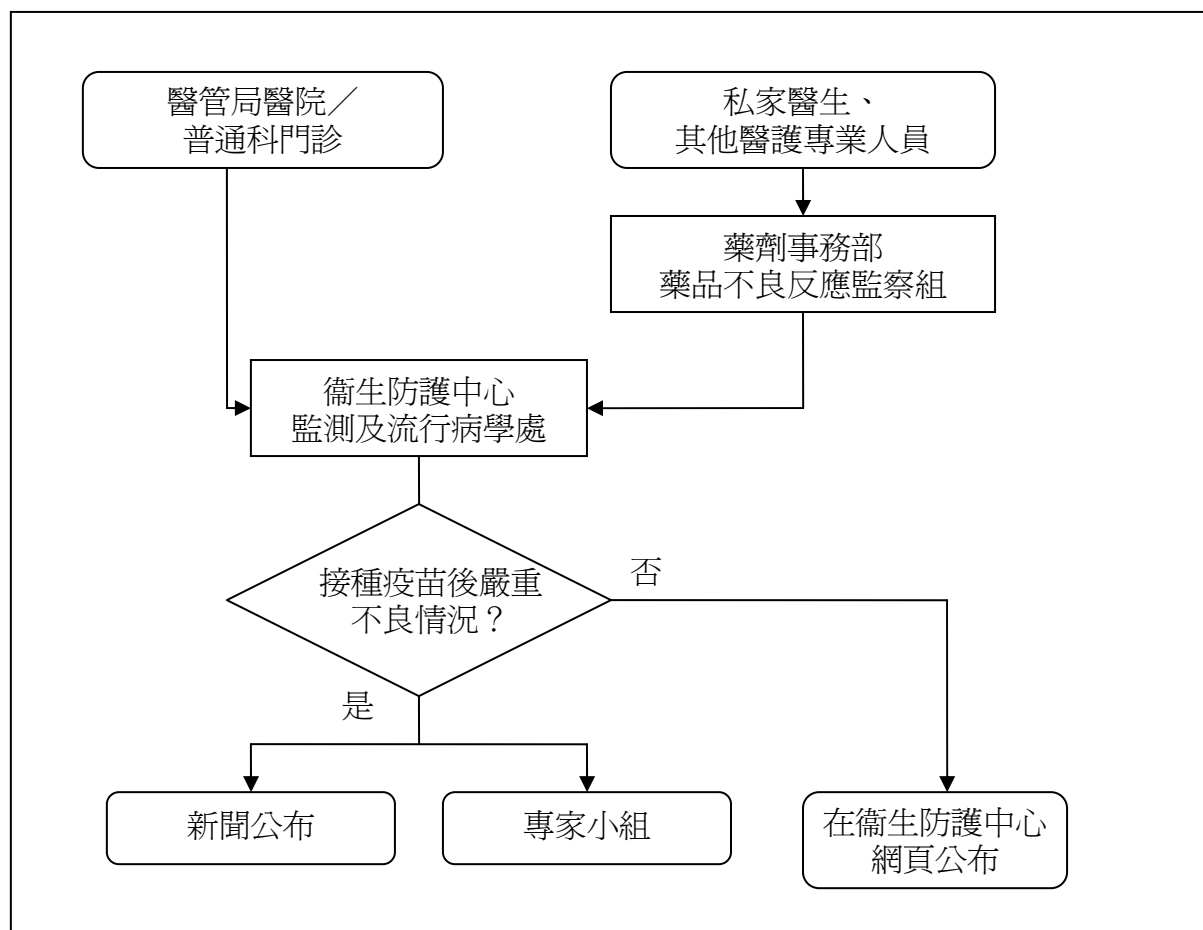 醫管局醫院／
普通科門診
私家醫生、
其他醫護專業人員
藥劑事務部
藥品不良反應監察組
衞生防護中心
監測及流行病學處
接種疫苗後嚴重
不良情況？
否
是
新聞公布
專家小組
在衞生防護中心
網頁公布